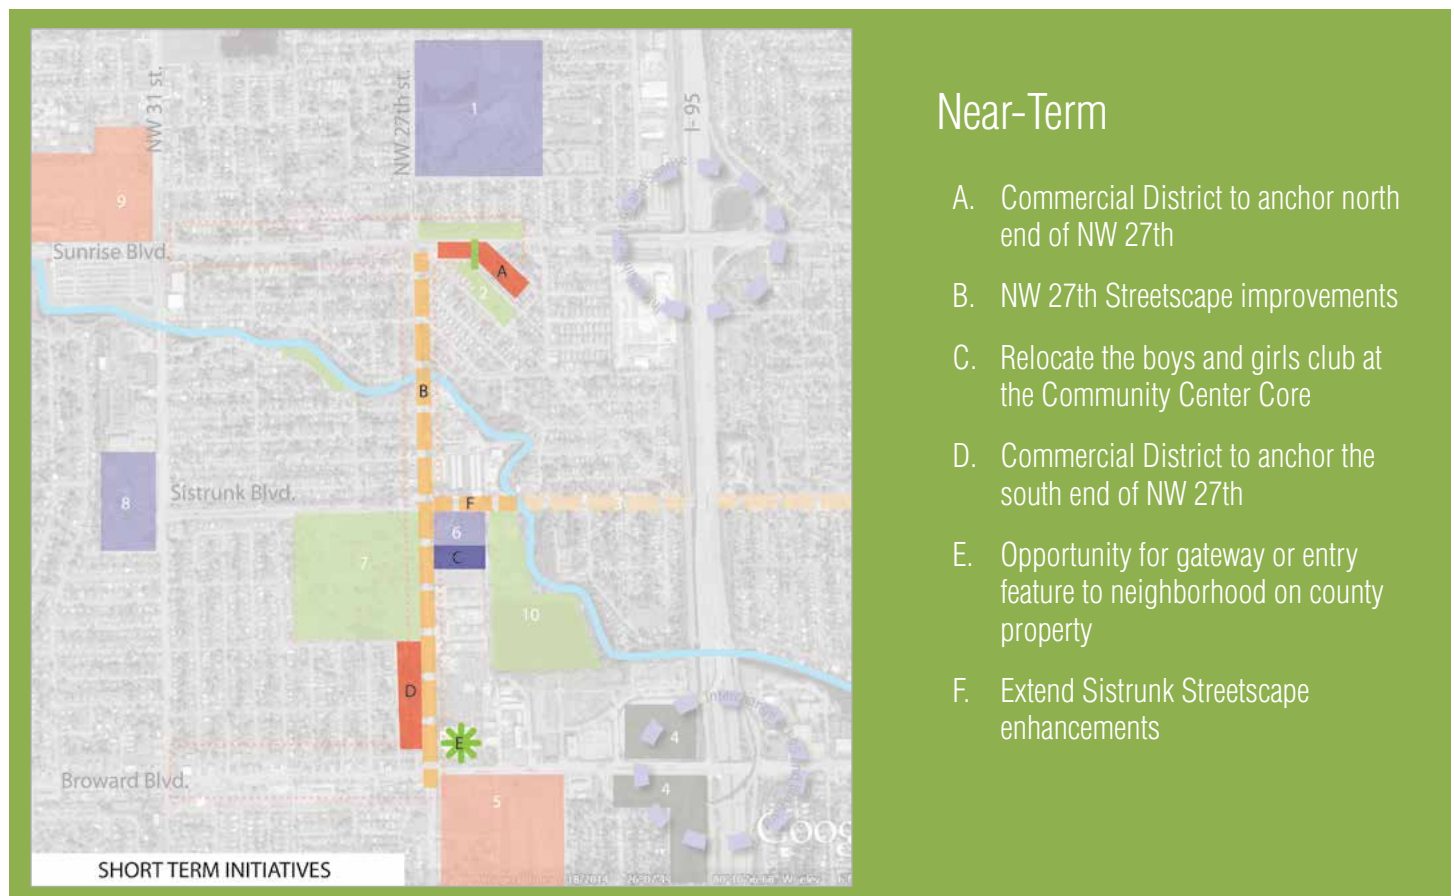 NW 31 st.
NW 27th st.
I-95
1
9
Sunrise Blvd.
A
2
B
8
Sistrunk Blvd.
F
3
6
7
C
10
D
E
4
Broward Blvd.
4
5
SHORT TERM INITIATIVES
Near-Term
A. Commercial District to anchor north
end of NW 27th
B. NW 27th Streetscape improvements
C. Relocate the boys and girls club at
the Community Center Core
D. Commercial District to anchor the
south end of NW 27th
E. Opportunity for gateway or entry
feature to neighborhood on county
property
F. Extend Sistrunk Streetscape
enhancements